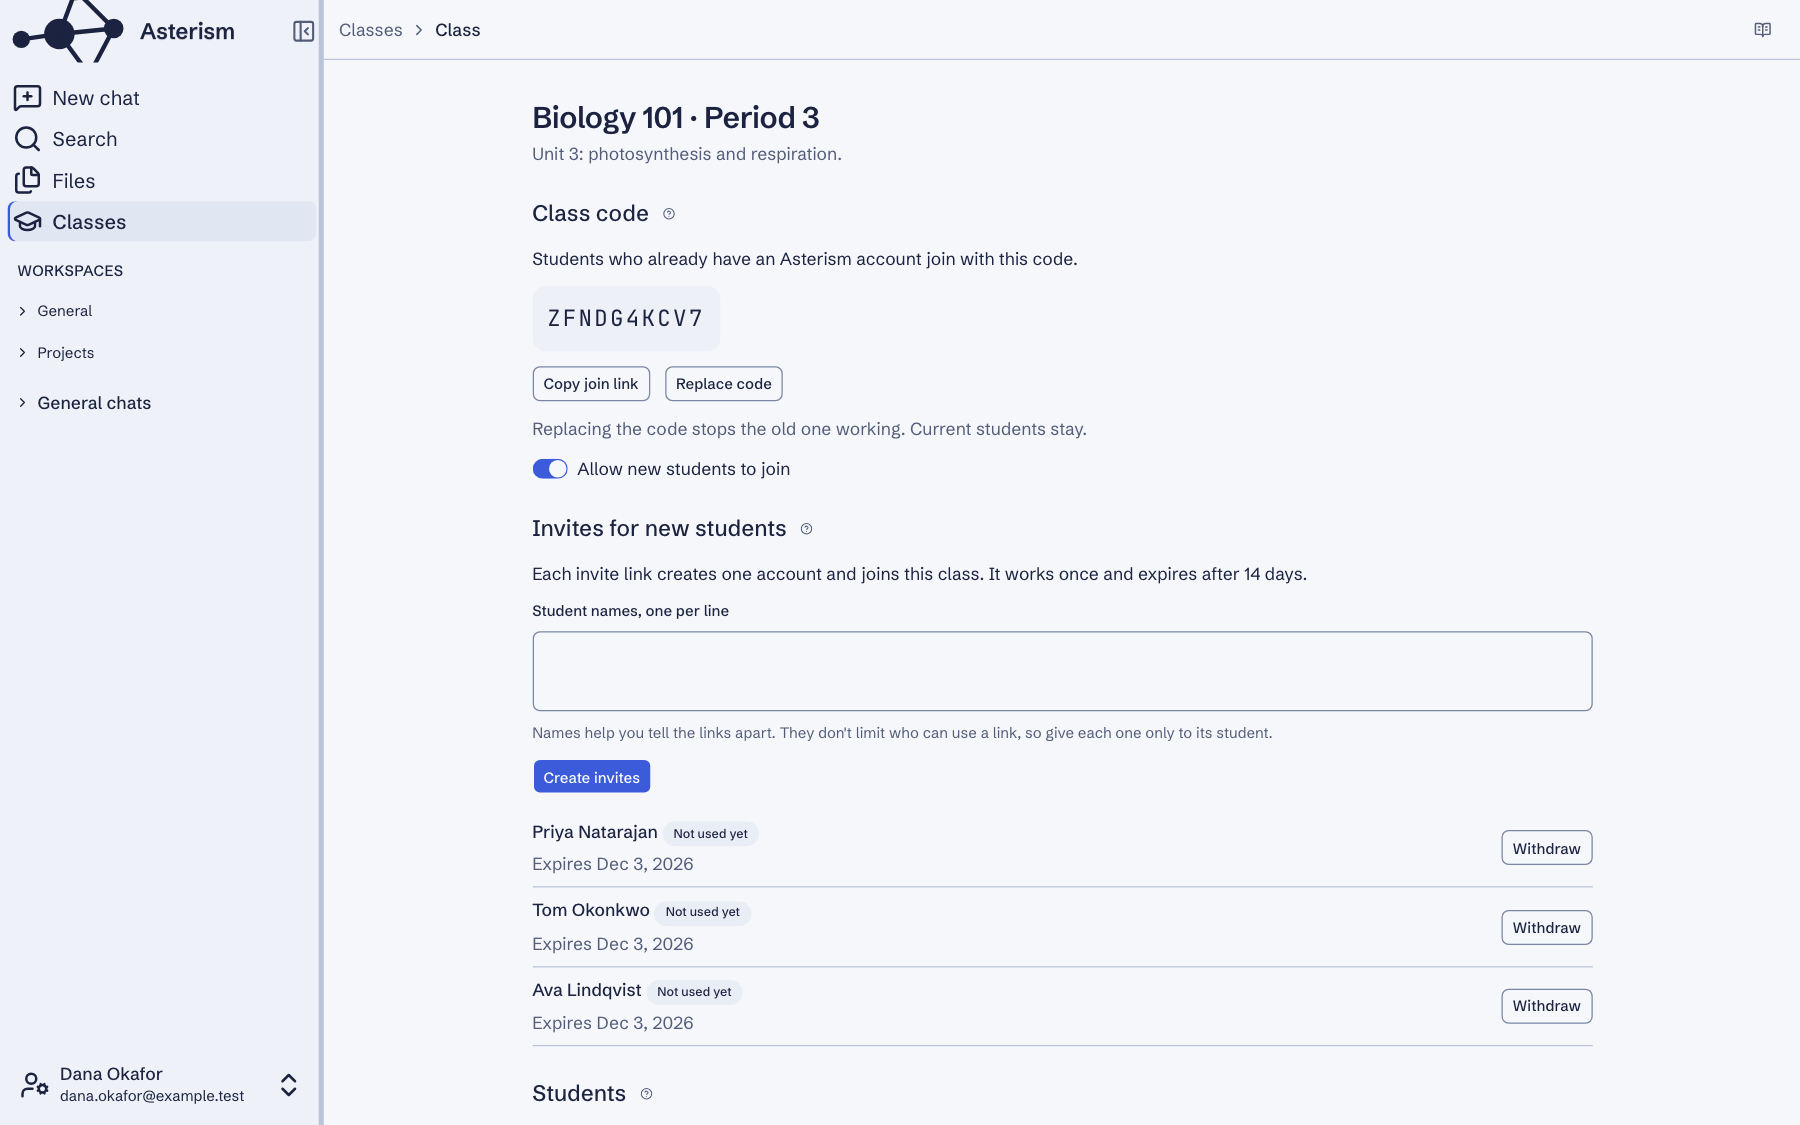 Asterism
New chat
Search
Files
Classes
WORKSPACES
General
Projects
General chats
Dana Okafor
dana.okafor@example.test
Classes > Class
Biology 101 · Period 3
Unit 3: photosynthesis and respiration.
Class code
Students who already have an Asterism account join with this code.
ZFNDG4KCV7
Copy join link
Replace code
Replacing the code stops the old one working. Current students stay.
Allow new students to join
Invites for new students
Each invite link creates one account and joins this class. It works once and expires after 14 days.
Student names, one per line
Names help you tell the links apart. They don't limit who can use a link, so give each one only to its student.
Create invites
Priya Natarajan Not used yet
Expires Dec 3, 2026
Withdraw
Tom Okonkwo Not used yet
Expires Dec 3, 2026
Withdraw
Ava Lindqvist Not used yet
Expires Dec 3, 2026
Withdraw
Students